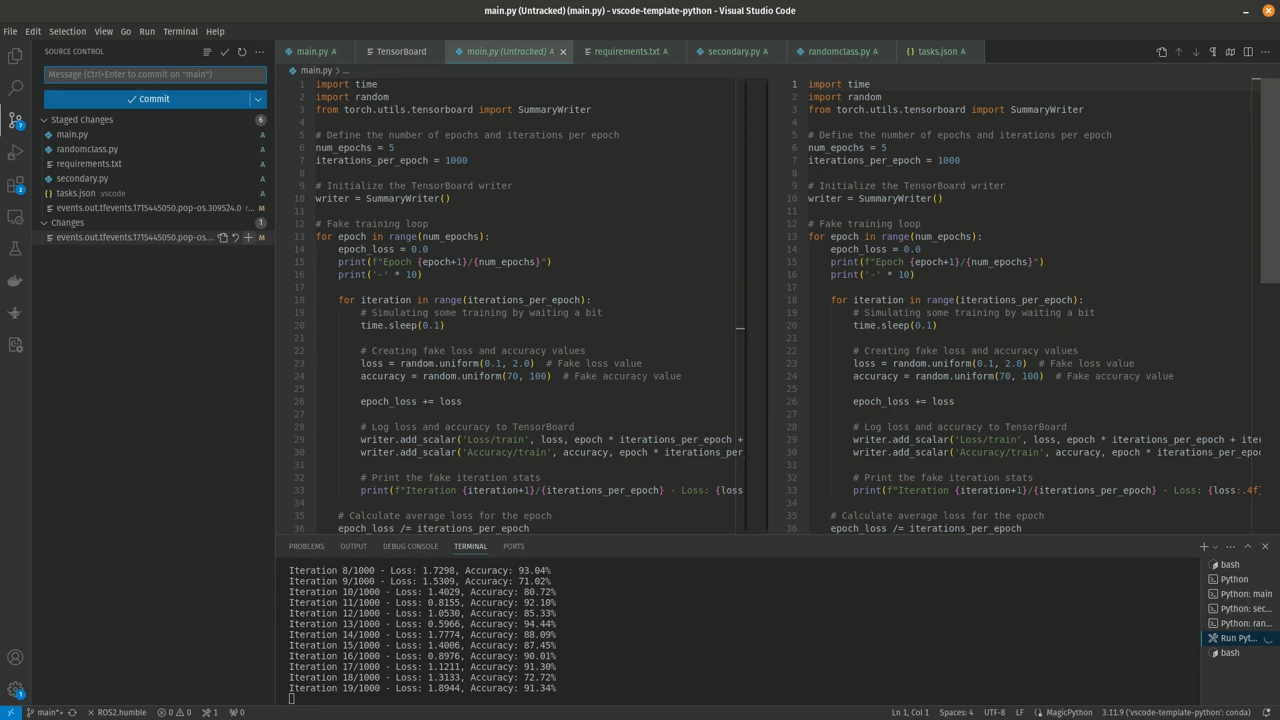 main.py (Untracked) (main.py) - vscode-template-python - Visual Studio Code
File Edit Selection View Go Run Terminal Help
SOURCE CONTROL
main.py A
TensorBoard
main.py (Untracked) A
requirements.txt A
secondary.py A
randomclass.py A
tasks.json A
Message (Ctrl+Enter to commit on "main")
Commit
Staged Changes 6
main.py A
randomclass.py A
requirements.txt A
secondary.py A
tasks.json .vscode A
events.out.tfevents.1715445050.pop-os.309524.0 r... M
Changes 1
events.out.tfevents.1715445050.pop-os.... M
7
2
1
main.py > ...
1 import time
2 import random
3 from torch.utils.tensorboard import SummaryWriter
4
5 # Define the number of epochs and iterations per epoch
6 num_epochs = 5
7 iterations_per_epoch = 1000
8
9 # Initialize the TensorBoard writer
10 writer = SummaryWriter()
11
12 # Fake training loop
13 for epoch in range(num_epochs):
14 epoch_loss = 0.0
15 print(f"Epoch {epoch+1}/{num_epochs}")
16 print('-' * 10)
17
18 for iteration in range(iterations_per_epoch):
19 # Simulating some training by waiting a bit
20 time.sleep(0.1)
21
22 # Creating fake loss and accuracy values
23 loss = random.uniform(0.1, 2.0) # Fake loss value
24 accuracy = random.uniform(70, 100) # Fake accuracy value
25
26 epoch_loss += loss
27
28 # Log loss and accuracy to TensorBoard
29 writer.add_scalar('Loss/train', loss, epoch * iterations_per_epoch +
30 writer.add_scalar('Accuracy/train', accuracy, epoch * iterations_per_
31
32 # Print the fake iteration stats
33 print(f"Iteration {iteration+1}/{iterations_per_epoch} - Loss: {loss
34
35 # Calculate average loss for the epoch
36 epoch_loss /= iterations_per_epoch
1 import time
2 import random
3 from torch.utils.tensorboard import SummaryWriter
4
5 # Define the number of epochs and iterations per epoch
6 num_epochs = 5
7 iterations_per_epoch = 1000
8
9 # Initialize the TensorBoard writer
10 writer = SummaryWriter()
11
12 # Fake training loop
13 for epoch in range(num_epochs):
14 epoch_loss = 0.0
15 print(f"Epoch {epoch+1}/{num_epochs}")
16 print('-' * 10)
17
18 for iteration in range(iterations_per_epoch):
19 # Simulating some training by waiting a bit
20 time.sleep(0.1)
21
22 # Creating fake loss and accuracy values
23 loss = random.uniform(0.1, 2.0) # Fake loss value
24 accuracy = random.uniform(70, 100) # Fake accuracy value
25
26 epoch_loss += loss
27
28 # Log loss and accuracy to TensorBoard
29 writer.add_scalar('Loss/train', loss, epoch * iterations_per_epoch + iter
30 writer.add_scalar('Accuracy/train', accuracy, epoch * iterations_per_epoc
31
32 # Print the fake iteration stats
33 print(f"Iteration {iteration+1}/{iterations_per_epoch} - Loss: {loss:.4f}
34
35 # Calculate average loss for the epoch
36 epoch_loss /= iterations_per_epoch
PROBLEMS OUTPUT DEBUG CONSOLE TERMINAL PORTS
Iteration 8/1000 - Loss: 1.7298, Accuracy: 93.04%
Iteration 9/1000 - Loss: 1.5309, Accuracy: 71.02%
Iteration 10/1000 - Loss: 1.4029, Accuracy: 80.72%
Iteration 11/1000 - Loss: 0.8155, Accuracy: 92.10%
Iteration 12/1000 - Loss: 1.0530, Accuracy: 85.33%
Iteration 13/1000 - Loss: 0.5966, Accuracy: 94.44%
Iteration 14/1000 - Loss: 1.7774, Accuracy: 88.09%
Iteration 15/1000 - Loss: 1.4006, Accuracy: 87.45%
Iteration 16/1000 - Loss: 0.8976, Accuracy: 90.01%
Iteration 17/1000 - Loss: 1.1211, Accuracy: 91.30%
Iteration 18/1000 - Loss: 1.3133, Accuracy: 72.72%
Iteration 19/1000 - Loss: 1.8944, Accuracy: 91.34%
bash
Python
Python: main
Python: sec...
Python: ran...
Run Pyt...
bash
main*+ ROS2.humble 0 0 1 0
Ln 1, Col 1 Spaces: 4 UTF-8 LF MagicPython 3.11.9 ('vscode-template-python': conda)